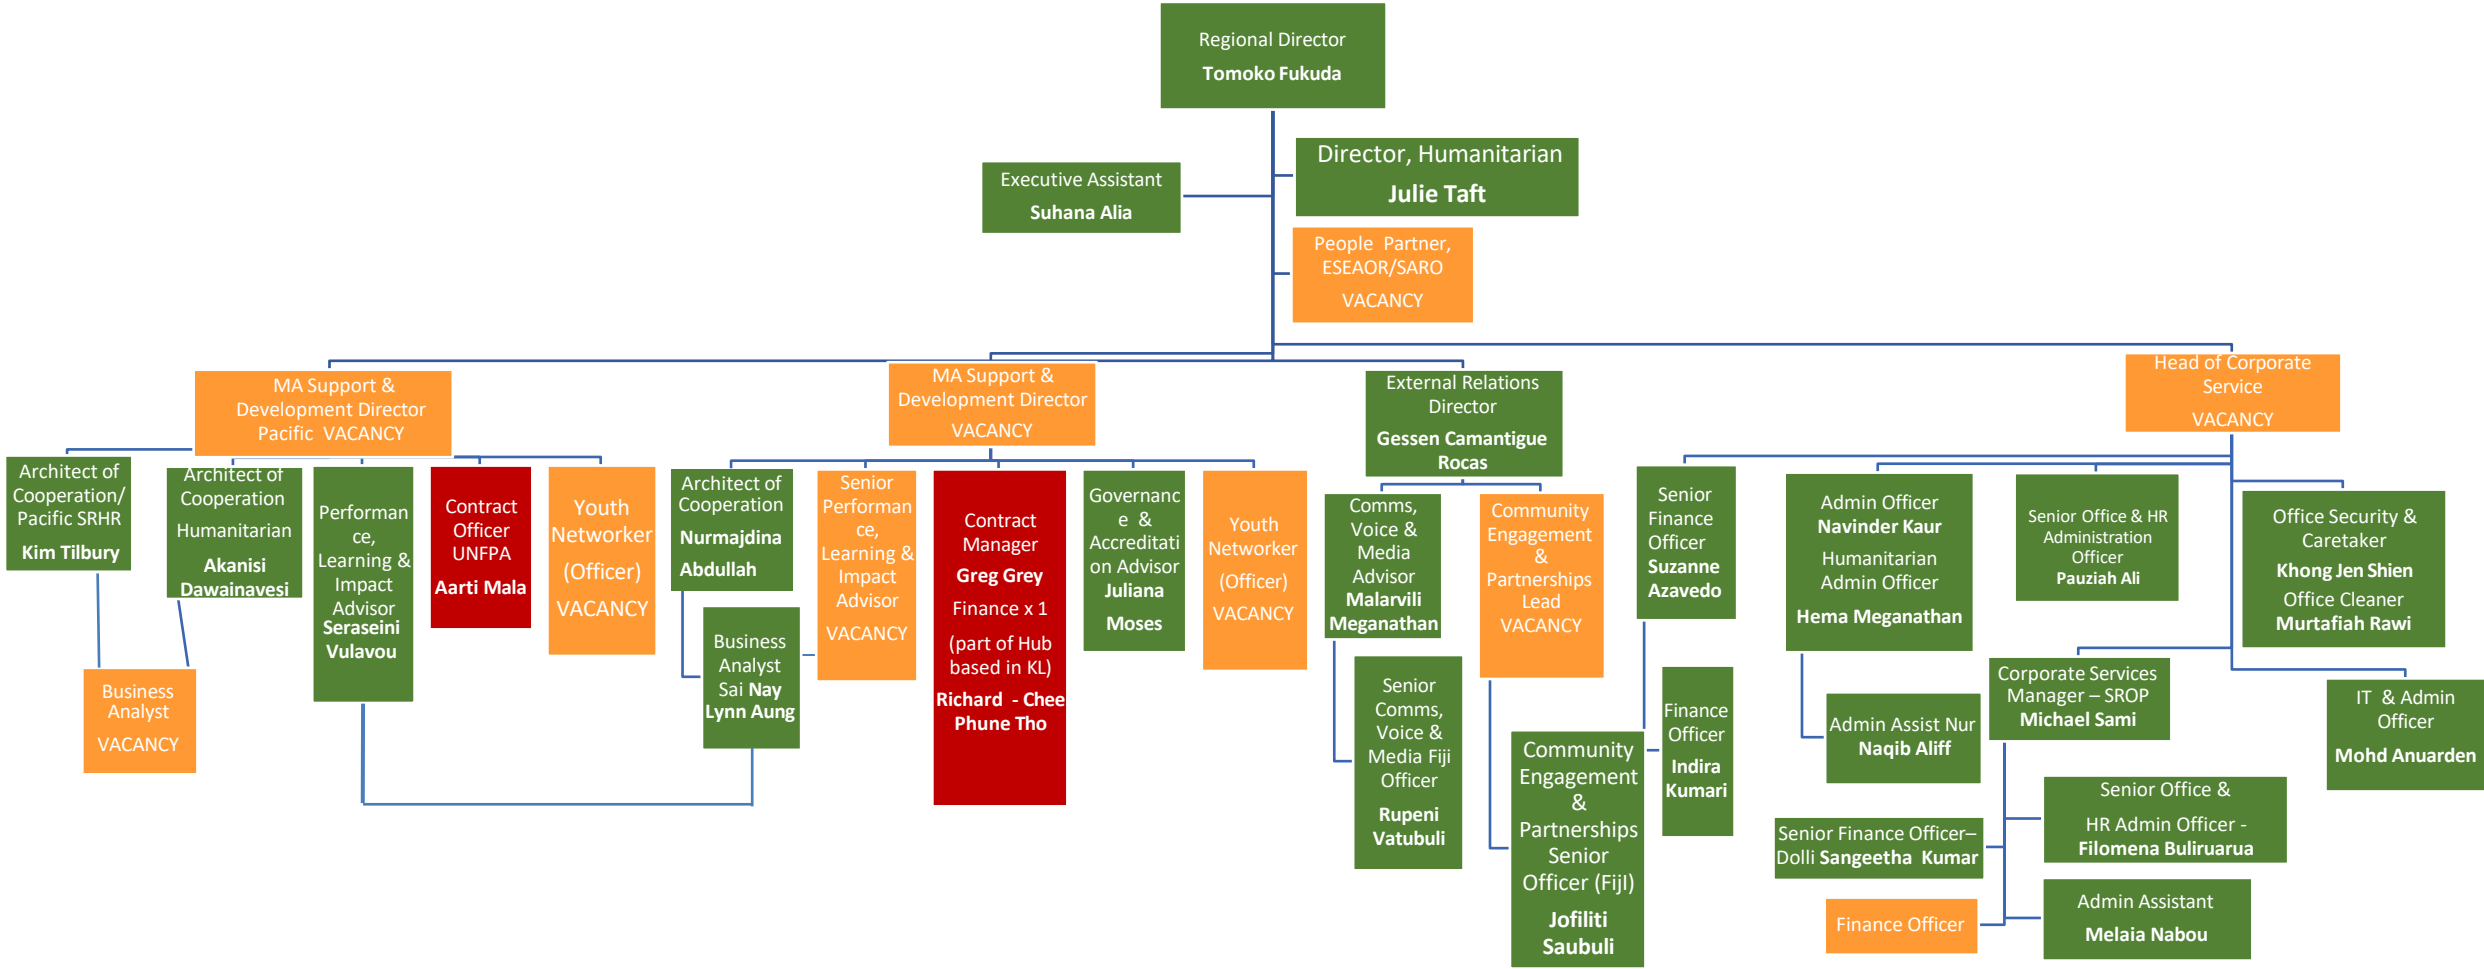 Regional Director
Tomoko Fukuda
Director, Humanitarian
Julie Taft
Executive Assistant
Suhana Alia
People Partner,
ESEAOR/SARO
VACANCY
MA Support &
Development Director
Pacific VACANCY
MA Support &
Development Director
VACANCY
External Relations
Director
Gessen Camantigue
Rocas
Head of Corporate
Service
VACANCY
Architect of
Cooperation/
Pacific SRHR
Kim Tilbury
Architect of
Cooperation
Humanitarian
Akanisi
Dawainavesi
Performan
ce,
Learning &
Impact
Advisor
Seraseini
Vulavou
Contract
Officer
UNFPA
Aarti Mala
Youth
Networker
(Officer)
VACANCY
Business
Analyst
VACANCY
Architect of
Cooperation
Nurmajdina
Abdullah
Business
Analyst
Sai Nay
Lynn Aung
Senior
Performan
ce,
Learning &
Impact
Advisor
VACANCY
Contract
Manager
Greg Grey
Finance x 1
(part of Hub
based in KL)
Richard - Chee
Phune Tho
Governanc
e &
Accreditati
on Advisor
Juliana
Moses
Youth
Networker
(Officer)
VACANCY
Comms,
Voice &
Media
Advisor
Malarvili
Meganathan
Senior
Comms,
Voice &
Media Fiji
Officer
Rupeni
Vatubuli
Community
Engagement
&
Partnerships
Lead
VACANCY
Community
Engagement
&
Partnerships
Senior
Officer (FijI)
Jofiliti
Saubuli
Senior
Finance
Officer
Suzanne
Azavedo
Finance
Officer
Indira
Kumari
Admin Officer
Navinder Kaur
Humanitarian
Admin Officer
Hema Meganathan
Admin Assist Nur
Naqib Aliff
Senior Office & HR
Administration
Officer
Pauziah Ali
Office Security &
Caretaker
Khong Jen Shien
Office Cleaner
Murtafiah Rawi
Corporate Services
Manager – SROP
Michael Sami
IT & Admin
Officer
Mohd Anuarden
Senior Finance Officer–
Dolli Sangeetha Kumar
Senior Office &
HR Admin Officer -
Filomena Buliruarua
Finance Officer
Admin Assistant
Melaia Nabou